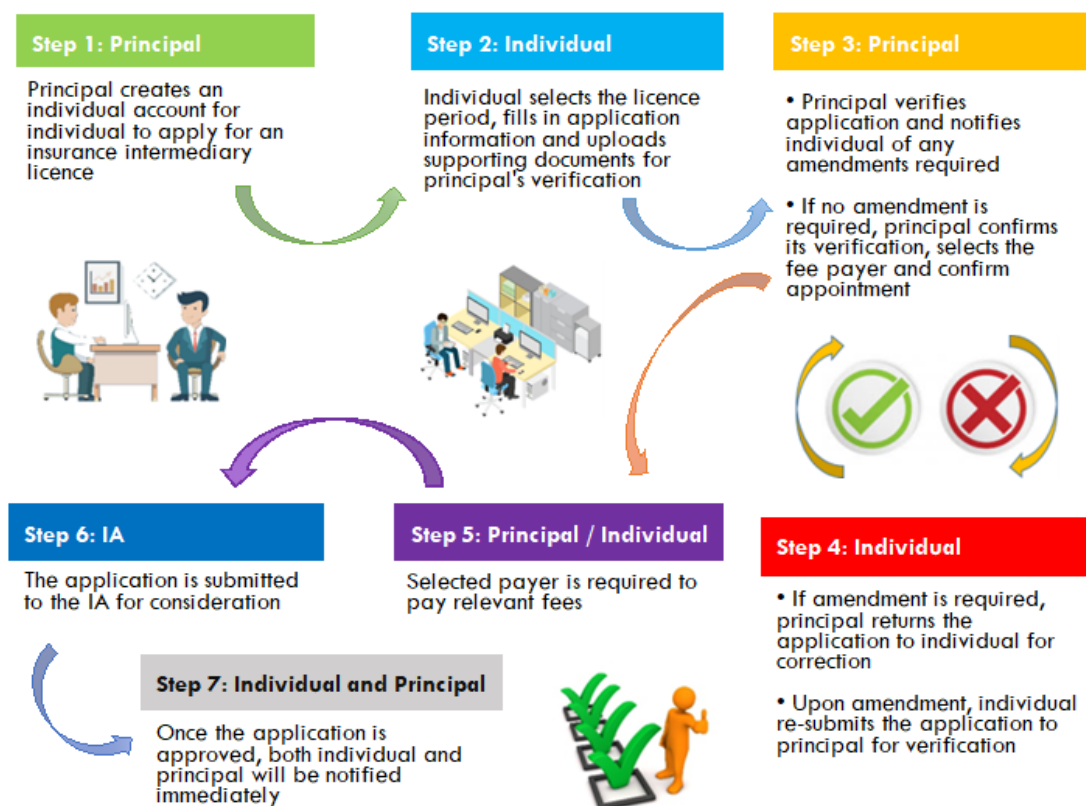 Step 1: Principal
Principal creates an
individual account for
individual to apply for an
insurance intermediary
licence
Step 2: Individual
Individual selects the licence
period, fills in application
information and uploads
supporting documents for
principal's verification
Step 3: Principal
• Principal verifies
application and notifies
individual of any
amendments required
• If no amendment is
required, principal confirms
its verification, selects the
fee payer and confirm
appointment
Step 4: Individual
• If amendment is required,
principal returns the
application to individual for
correction
• Upon amendment, individual
re-submits the application to
principal for verification
Step 5: Principal / Individual
Selected payer is required to
pay relevant fees
Step 6: IA
The application is submitted
to the IA for consideration
Step 7: Individual and Principal
Once the application is
approved, both individual and
principal will be notified
immediately